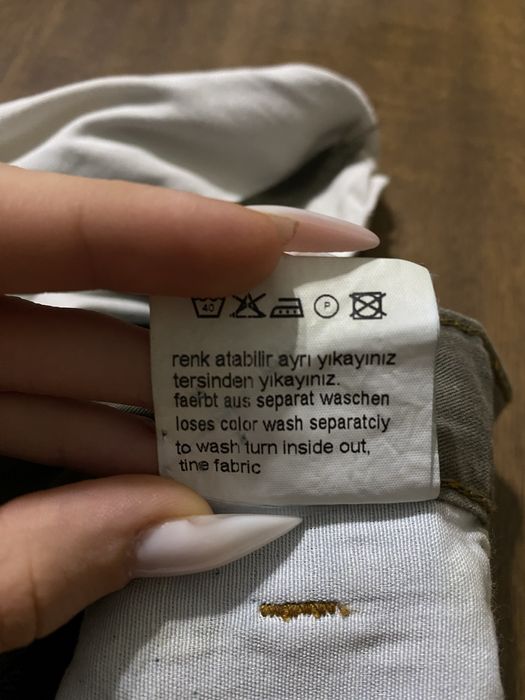 40 P
renk atabilir ayrı yıkayınız
tersinden yıkayınız.
faerbt aus separat waschen
loses color wash separatciy
to wash turn inside out,
tine fabric